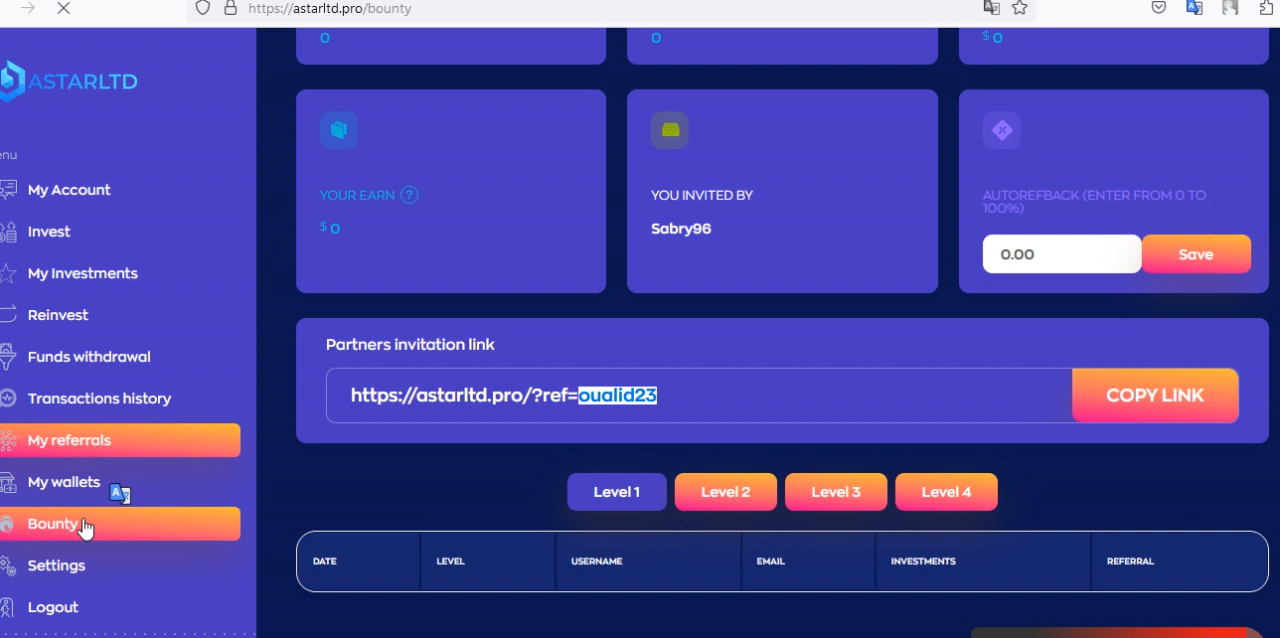 https://astarltd.pro/bounty
0
0
$ 0
ASTARLTD
enu
My Account
Invest
My Investments
Reinvest
Funds withdrawal
Transactions history
My referrals
My wallets
Bounty
Settings
Logout
YOUR EARN ?
$ 0
YOU INVITED BY
Sabry96
AUTOREFBACK (ENTER FROM 0 TO
100%)
0.00 Save
Partners invitation link
https://astarltd.pro/?ref=oualid23 COPY LINK
Level 1 Level 2 Level 3 Level 4
DATE LEVEL USERNAME EMAIL INVESTMENTS REFERRAL